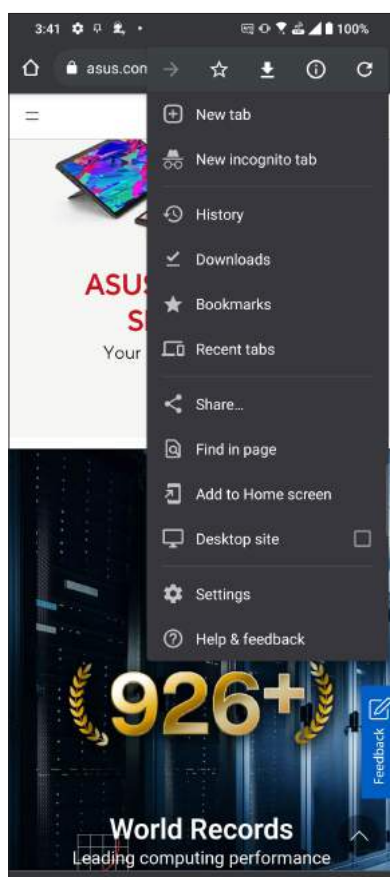 3:41
100%
asus.con
New tab
New incognito tab
History
Downloads
ASUS
Bookmarks
Your
Recent tabs
Share...
Find in page
Add to Home screen
Desktop site
Settings
Help & feedback
926+
Feedback
World Records
Leading computing performance